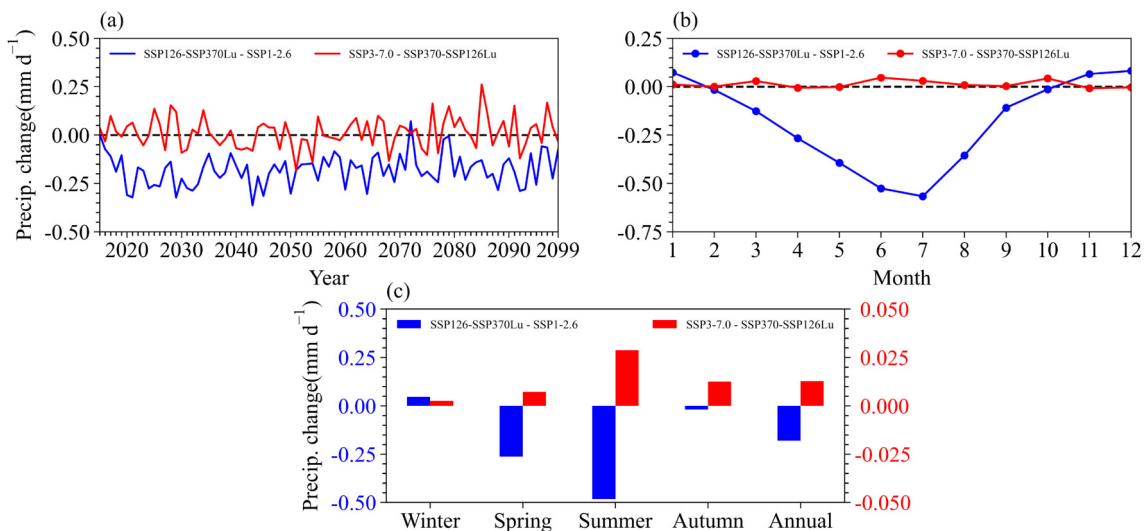 (a)
Precip. change(mm d⁻¹)
0.50
0.25
0.00
-0.25
-0.50
SSP126-SSP370Lu - SSP1-2.6
SSP3-7.0 - SSP370-SSP126Lu
2020 2030 2040 2050 2060 2070 2080 2090 2099
Year
(b)
0.25
0.00
-0.25
-0.50
-0.75
SSP126-SSP370Lu - SSP1-2.6
SSP3-7.0 - SSP370-SSP126Lu
1 2 3 4 5 6 7 8 9 10 11 12
Month
(c)
Precip. change(mm d⁻¹)
0.50
0.25
0.00
-0.25
-0.50
SSP126-SSP370Lu - SSP1-2.6
SSP3-7.0 - SSP370-SSP126Lu
0.050
0.025
0.000
-0.025
-0.050
Winter Spring Summer Autumn Annual